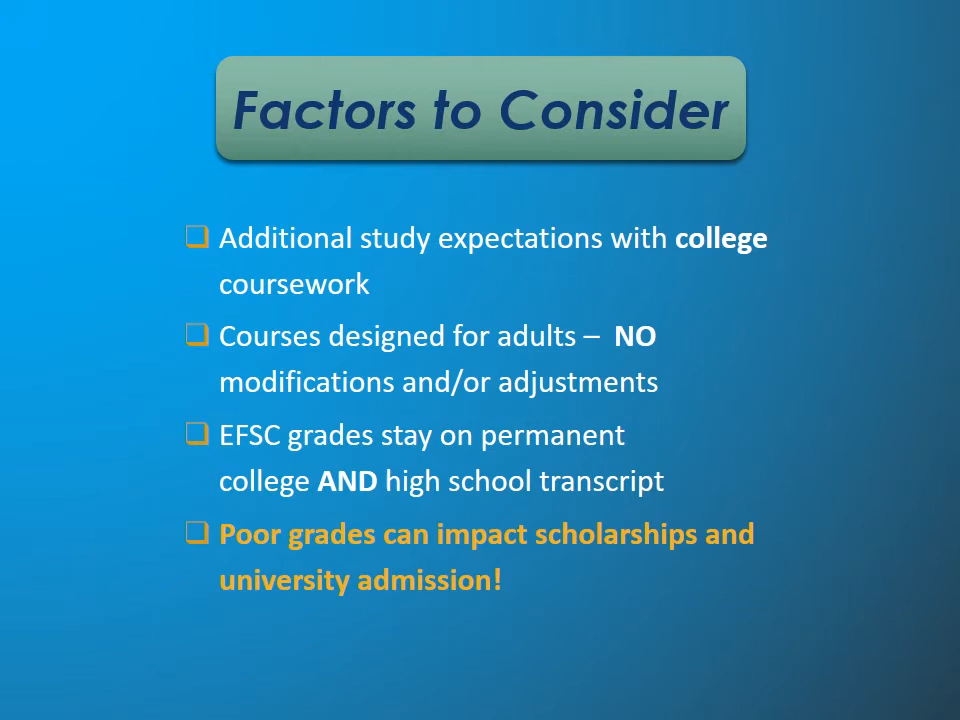 Factors to Consider
❑ Additional study expectations with college
coursework
❑ Courses designed for adults – NO
modifications and/or adjustments
❑ EFSC grades stay on permanent
college AND high school transcript
❑ Poor grades can impact scholarships and
university admission!